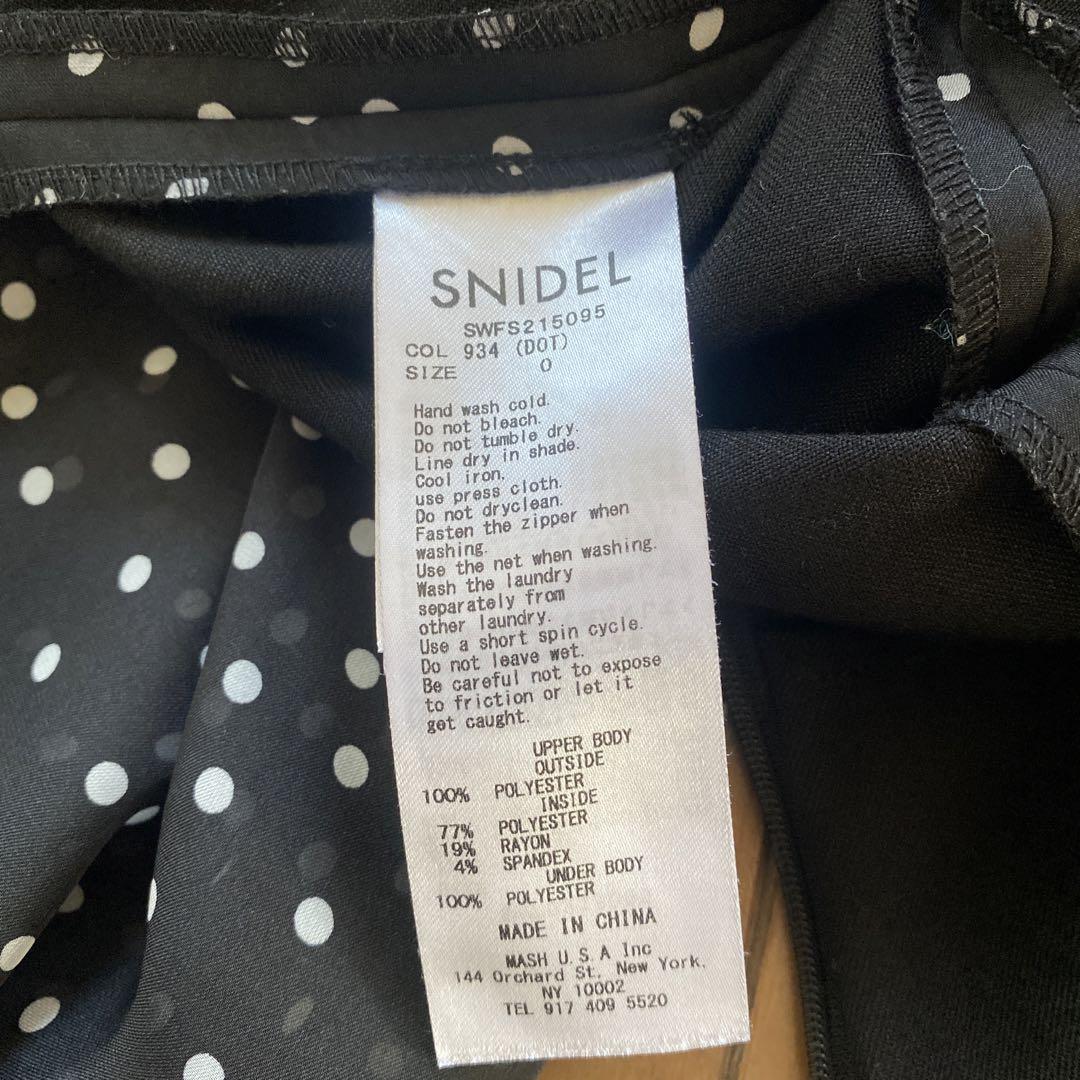 SNIDEL
SWFS215095
COL 934 (DOT)
SIZE 0
Hand wash cold.
Do not bleach.
Do not tumble dry.
Line dry in shade.
Cool iron.
use press cloth.
Do not dryclean.
Fasten the zipper when
washing.
Use the net when washing.
Wash the laundry
separately from
other laundry.
Use a short spin cycle.
Do not leave wet.
Be careful not to expose
to friction or let it
get caught.
UPPER BODY
OUTSIDE
100% POLYESTER
INSIDE
77% POLYESTER
19% RAYON
4% SPANDEX
UNDER BODY
100% POLYESTER
MADE IN CHINA
MASH U.S.A Inc
144 Orchard St, New York,
NY 10002
TEL 917 409 5520